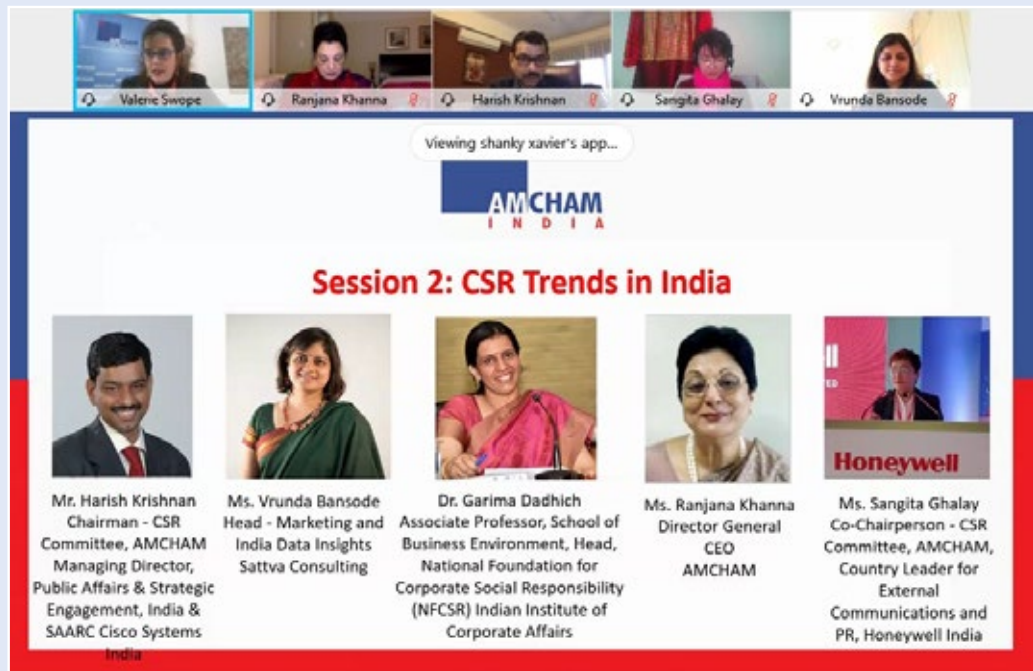 Valerie Swope
Ranjana Khanna
Harish Krishnan
Sangita Ghalay
Vrunda Bansode
Viewing shanky xavier's app...
AMCHAM
INDIA
Session 2: CSR Trends in India
Honeywell
Mr. Harish Krishnan
Chairman - CSR
Committee, AMCHAM
Managing Director,
Public Affairs & Strategic
Engagement, India &
SAARC Cisco Systems
India
Ms. Vrunda Bansode
Head - Marketing and
India Data Insights
Sattva Consulting
Dr. Garima Dadhich
Associate Professor, School of
Business Environment, Head,
National Foundation for
Corporate Social Responsibility
(NFCSR) Indian Institute of
Corporate Affairs
Ms. Ranjana Khanna
Director General
CEO
AMCHAM
Ms. Sangita Ghalay
Co-Chairperson - CSR
Committee, AMCHAM,
Country Leader for
External
Communications and
PR, Honeywell India